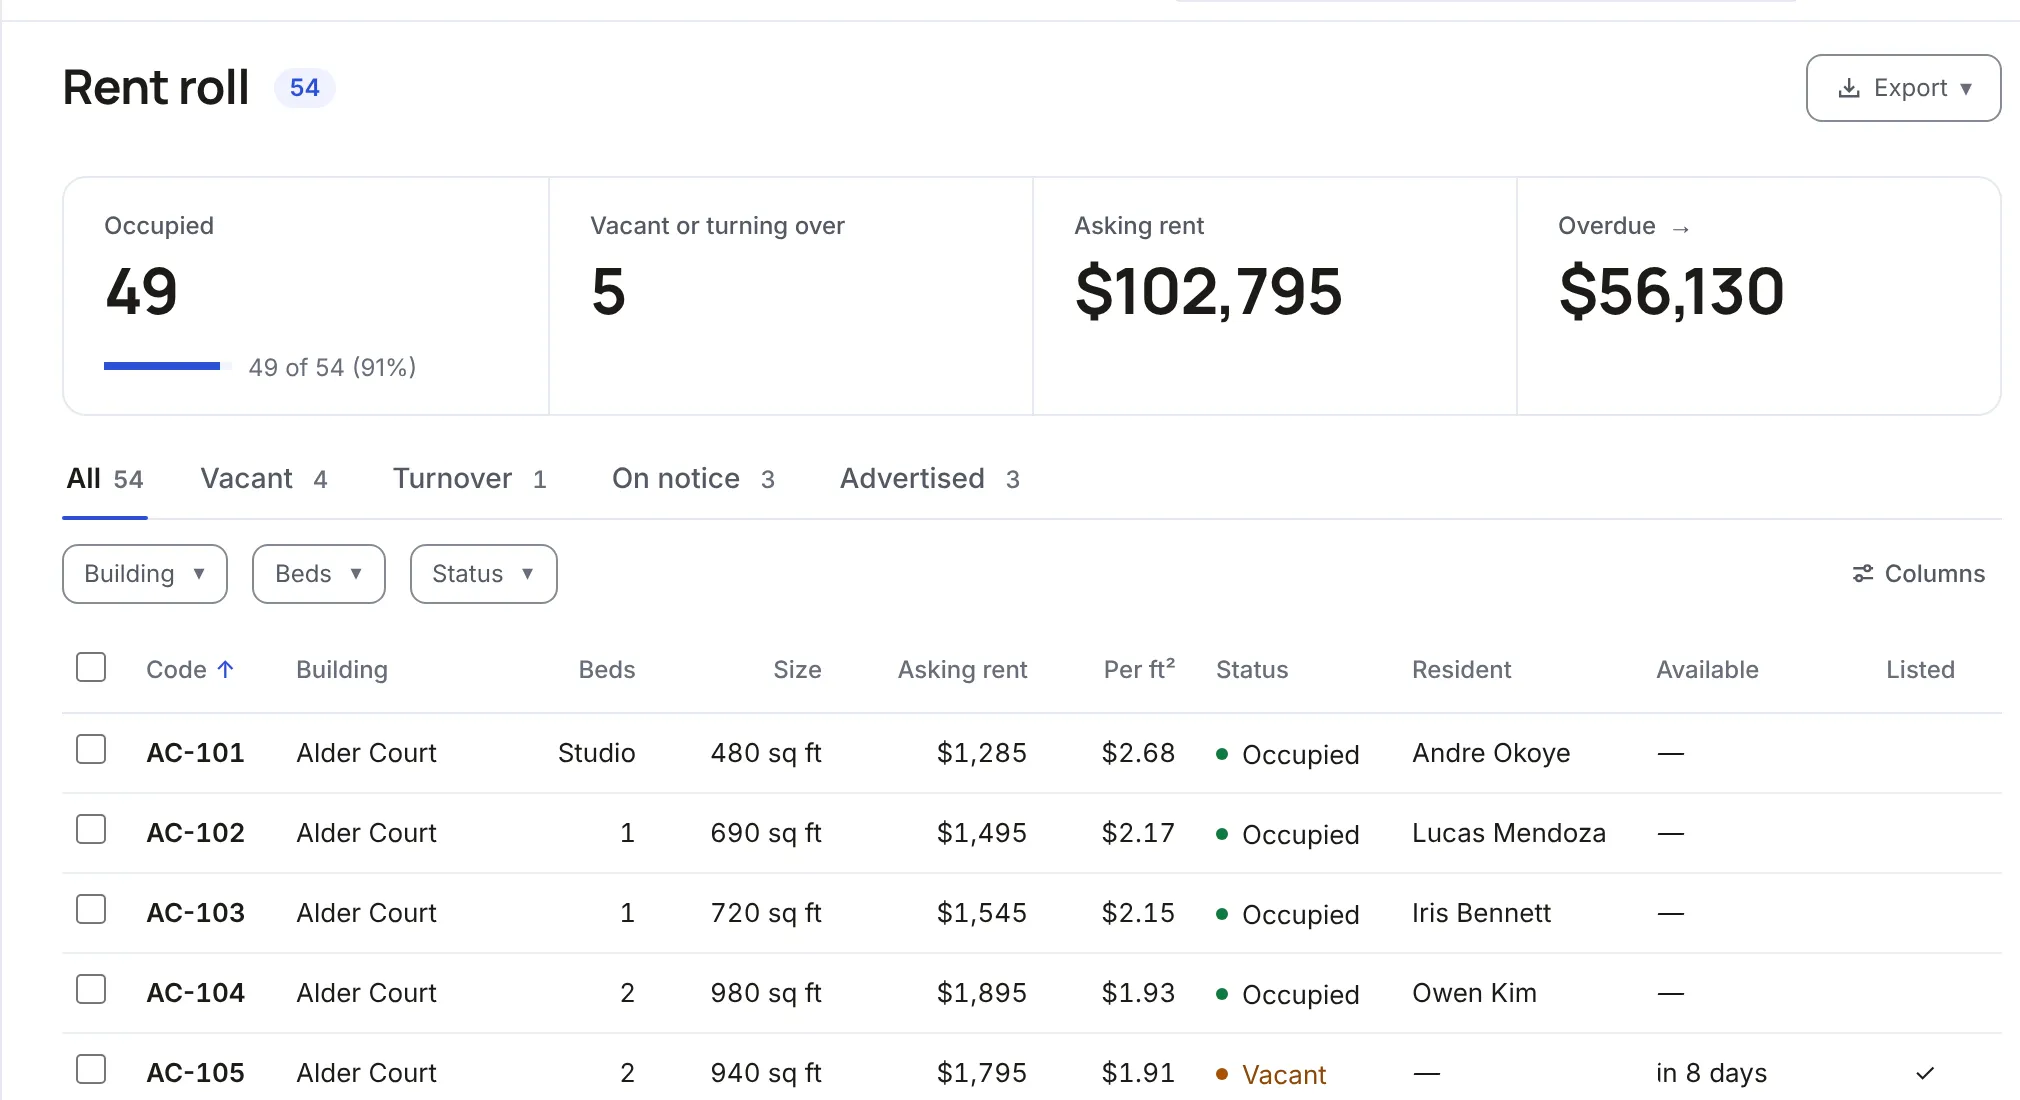 Rent roll 54
Export ▾
Occupied
49
49 of 54 (91%)
Vacant or turning over
5
Asking rent
$102,795
Overdue →
$56,130
All 54 Vacant 4 Turnover 1 On notice 3 Advertised 3
Building ▾ Beds ▾ Status ▾ Columns
Code ↑ Building Beds Size Asking rent Per ft² Status Resident Available Listed
AC-101 Alder Court Studio 480 sq ft $1,285 $2.68 Occupied Andre Okoye —
AC-102 Alder Court 1 690 sq ft $1,495 $2.17 Occupied Lucas Mendoza —
AC-103 Alder Court 1 720 sq ft $1,545 $2.15 Occupied Iris Bennett —
AC-104 Alder Court 2 980 sq ft $1,895 $1.93 Occupied Owen Kim —
AC-105 Alder Court 2 940 sq ft $1,795 $1.91 Vacant — in 8 days ✓